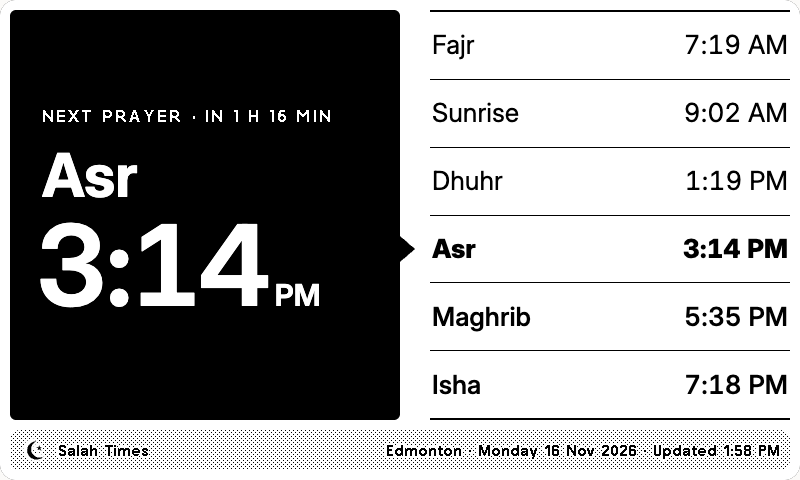 NEXT PRAYER · IN 1 H 16 MIN
Asr
3:14 PM
Fajr 7:19 AM
Sunrise 9:02 AM
Dhuhr 1:19 PM
Asr 3:14 PM
Maghrib 5:35 PM
Isha 7:18 PM
Salah Times
Edmonton · Monday 16 Nov 2026 · Updated 1:58 PM